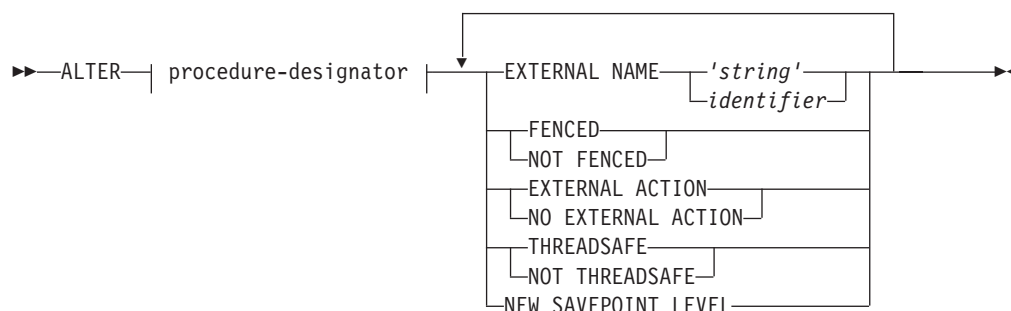 ALTER procedure-designator EXTERNAL NAME 'string'
identifier
FENCED
NOT FENCED
EXTERNAL ACTION
NO EXTERNAL ACTION
THREADSAFE
NOT THREADSAFE
NEW SAVEPOINT LEVEL